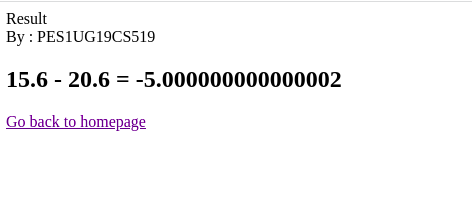 Result
By : PES1UG19CS519
15.6 - 20.6 = -5.000000000000002
Go back to homepage